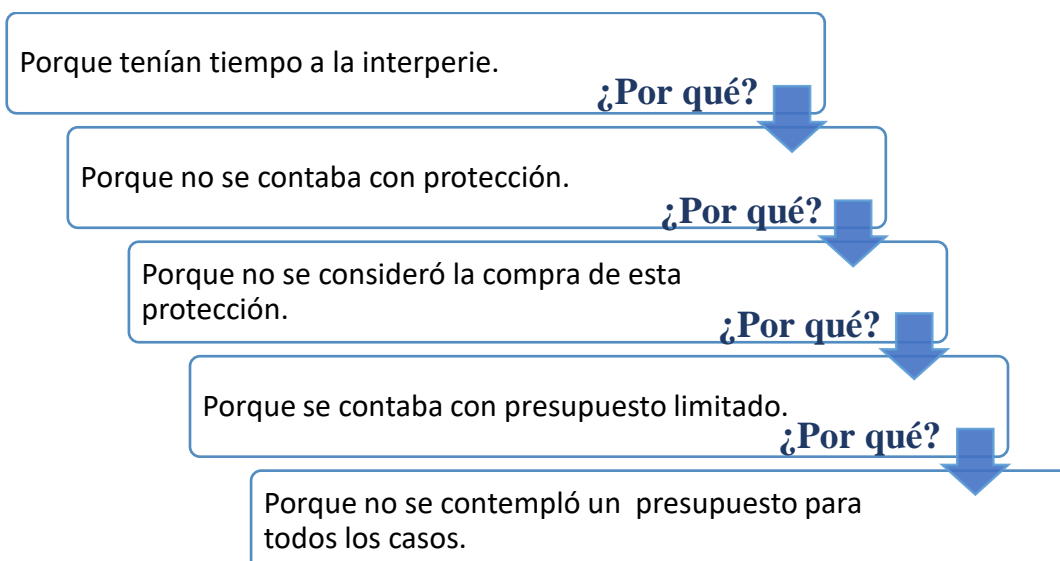 Porque tenían tiempo a la interperie.
¿Por qué?
Porque no se contaba con protección.
¿Por qué?
Porque no se consideró la compra de esta
protección.
¿Por qué?
Porque se contaba con presupuesto limitado.
¿Por qué?
Porque no se contempló un  presupuesto para
todos los casos.